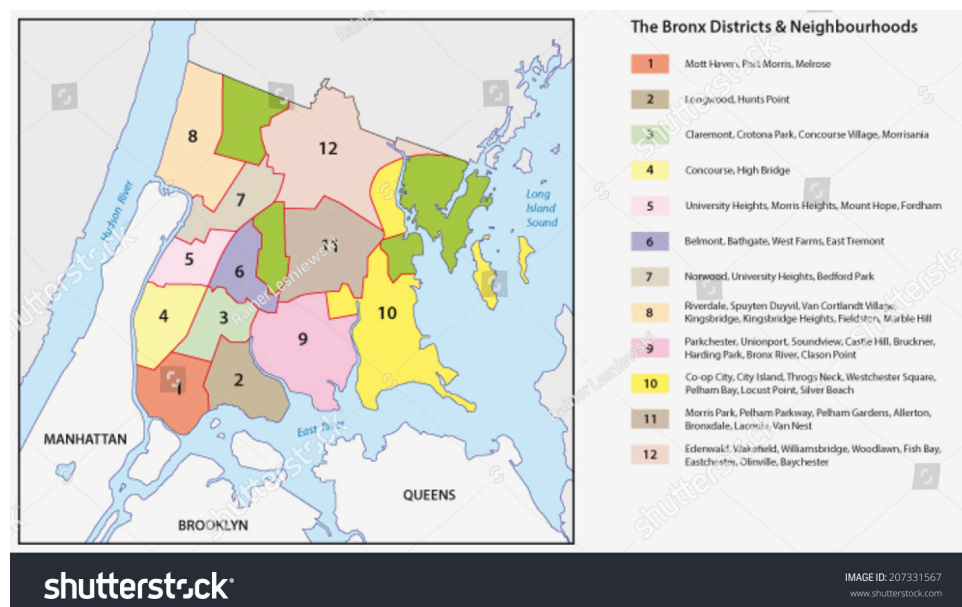 The Bronx Districts & Neighbourhoods
1 Mott Haven, Port Morris, Melrose
2 Longwood, Hunts Point
3 Claremont, Crotona Park, Concourse Village, Morrisania
4 Concourse, High Bridge
5 University Heights, Morris Heights, Mount Hope, Fordham
6 Belmont, Bathgate, West Farms, East Tremont
7 Norwood, University Heights, Bedford Park
8 Riverdale, Spuyton Duyvil, Van Cortlandt Village,
Kingsbridge, Kingsbridge Heights, Fieldston, Marble Hill
9 Parkchester, Unionport, Soundview, Castle Hill, Bruckner,
Harding Park, Bronx River, Clason Point
10 Co-op City, City Island, Throgs Neck, Westchester Square,
Pelham Bay, Locust Point, Silver Beach
11 Morris Park, Pelham Parkway, Pelham Gardens, Allerton,
Bronxdale, Laconia, Van Nest
12 Edenwald, Wakefield, Williamsbridge, Woodlawn, Fish Bay,
Eastchester, Olinville, Baychester
8
12
7
Hudson River
Long
Island
Sound
11
5
6
4
3
10
9
1
2
East River
MANHATTAN
QUEENS
BROOKLYN
Rainer Lesniewski
shutterstock
shutterstock
IMAGE ID: 207331567
www.shutterstock.com